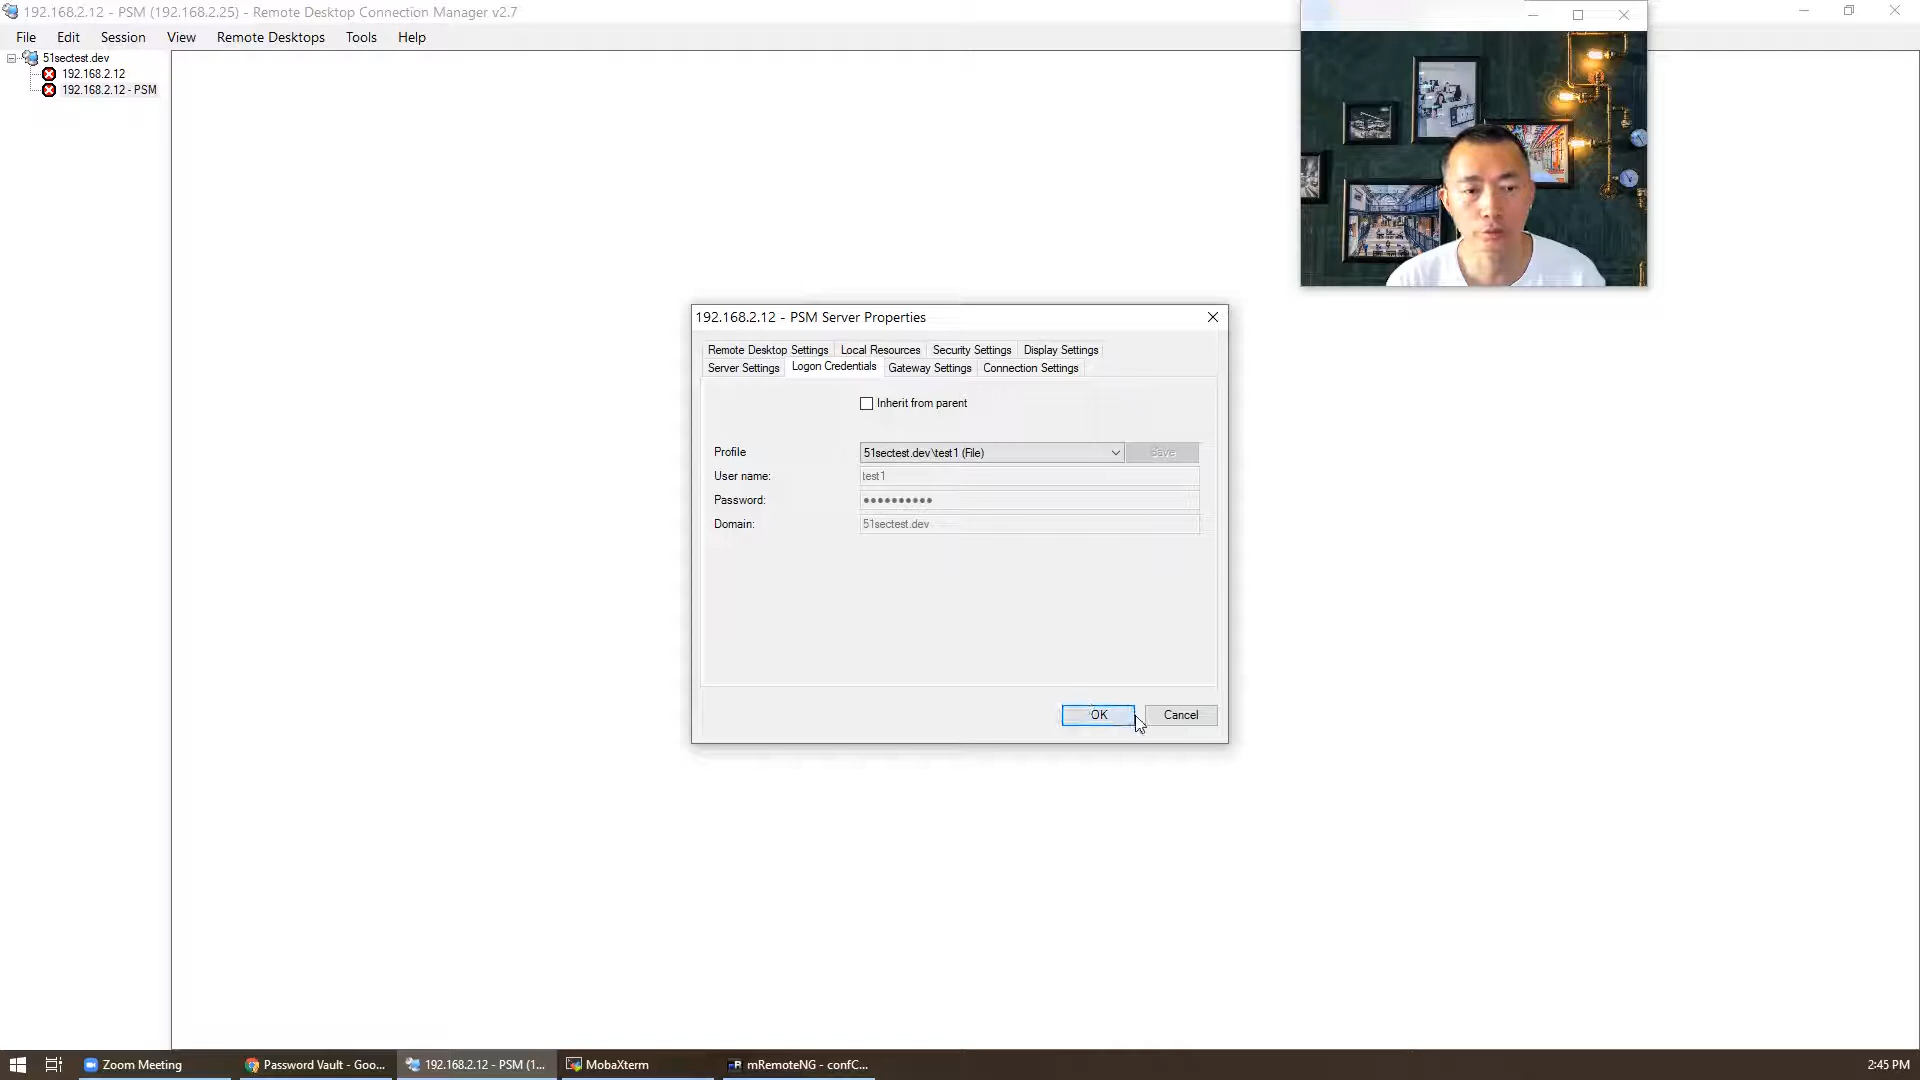 192.168.2.12 - PSM (192.168.2.25) - Remote Desktop Connection Manager v2.7
File Edit Session View Remote Desktops Tools Help
51sectest.dev
192.168.2.12
192.168.2.12 - PSM
192.168.2.12 - PSM Server Properties
Remote Desktop Settings Local Resources Security Settings Display Settings
Server Settings Logon Credentials Gateway Settings Connection Settings
Inherit from parent
Profile 51sectest.dev\test1 (File) Save
User name: test1
Password: ●●●●●●●●●●
Domain: 51sectest.dev
OK Cancel
Zoom Meeting Password Vault - Goo... 192.168.2.12 - PSM (1... MobaXterm mRemoteNG - confC... 2:45 PM